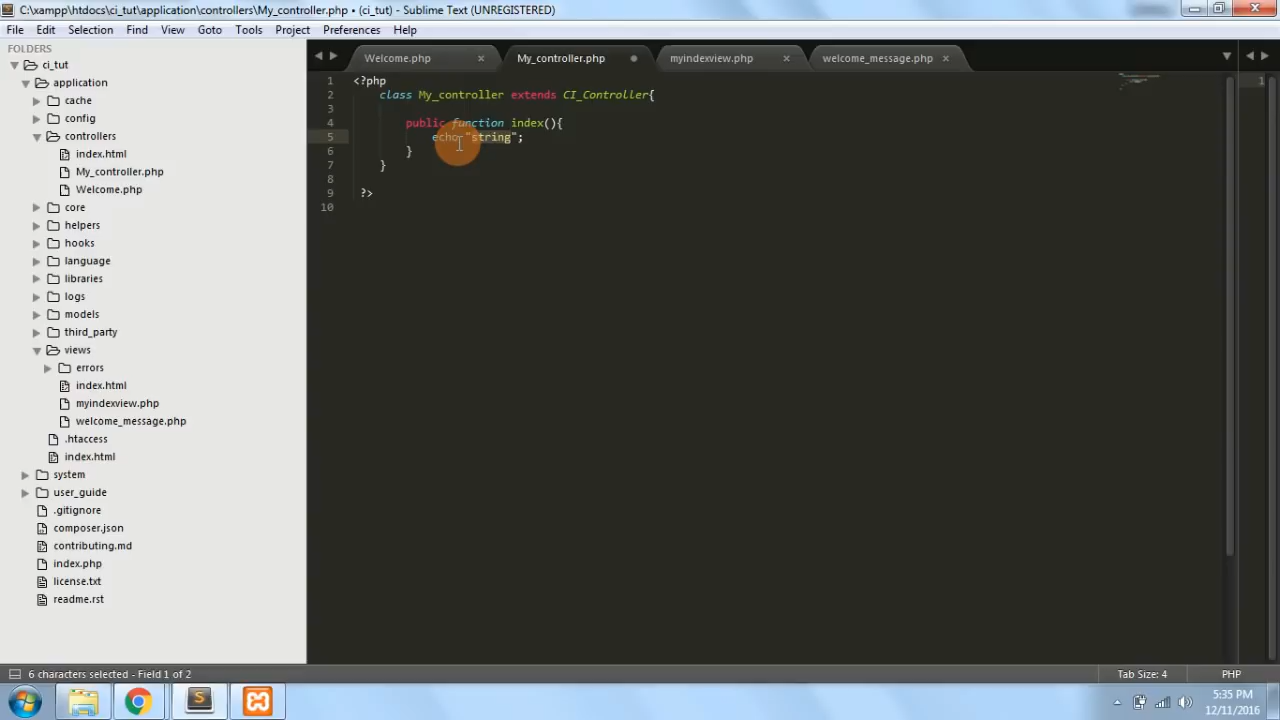 C:\xampp\htdocs\ci_tut\application\controllers\My_controller.php • (ci_tut) - Sublime Text (UNREGISTERED)
File Edit Selection Find View Goto Tools Project Preferences Help
FOLDERS
ci_tut
application
cache
config
controllers
index.html
My_controller.php
Welcome.php
core
helpers
hooks
language
libraries
logs
models
third_party
views
errors
index.html
myindexview.php
welcome_message.php
.htaccess
index.html
system
user_guide
.gitignore
composer.json
contributing.md
index.php
license.txt
readme.rst
Welcome.php My_controller.php myindexview.php welcome_message.php
1 <?php
2 class My_controller extends CI_Controller{
3
4 public function index(){
5 echo "string";
6 }
7 }
8
9 ?>
10
1
6 characters selected - Field 1 of 2 Tab Size: 4 PHP
5:35 PM
12/11/2016